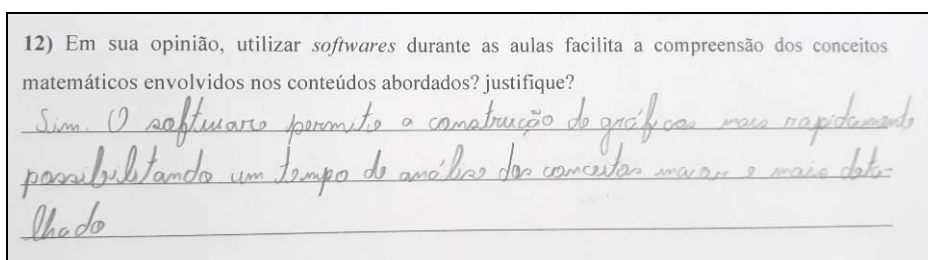 12) Em sua opinião, utilizar softwares durante as aulas facilita a compreensão dos conceitos
matemáticos envolvidos nos conteúdos abordados? justifique?
Sim. O software permite a construção de gráficos mais rapidamente
possibilitando um tempo de análise dos conceitos maior e mais deta-
lhado